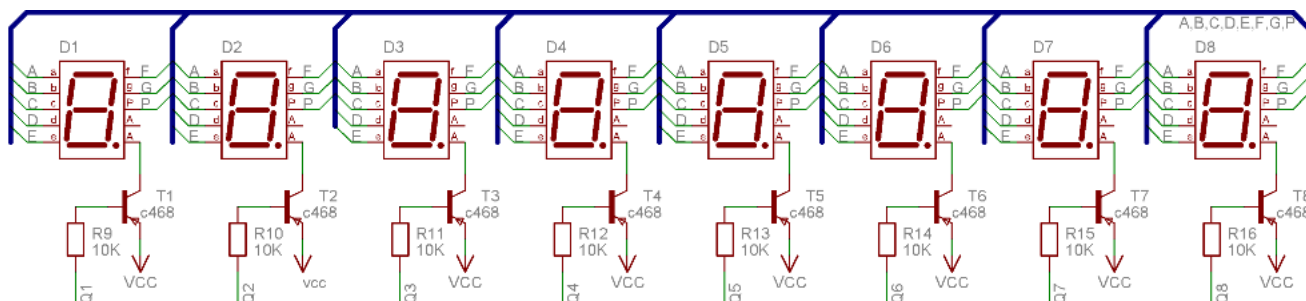 A,B,C,D,E,F,G,P
D1 D2 D3 D4 D5 D6 D7 D8
A a f F A a f F A a f F A a f F A a f F A a f F A a f F A a f F
B b g G B b g G B b g G B b g G B b g G B b g G B b g G B b g G
C c P P C c P P C c P P C c P P C c P P C c P P C c P P C c P P
D d A D d A D d A D d A D d A D d A D d A D d A
E e A E e A E e A E e A E e A E e A E e A E e A
T1 T2 T3 T4 T5 T6 T7 T8
c468 c468 c468 c468 c468 c468 c468 c468
R9 R10 R11 R12 R13 R14 R15 R16
10K 10K 10K 10K 10K 10K 10K 10K
VCC vcc VCC VCC VCC VCC VCC VCC
Q1 Q2 Q3 Q4 Q5 Q6 Q7 Q8